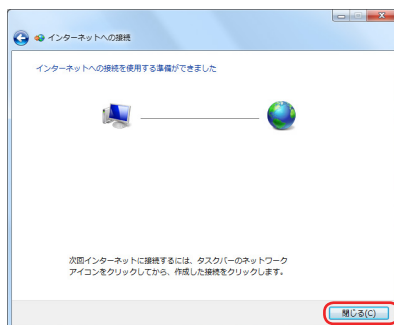 インターネットへの接続
インターネットへの接続を使用する準備ができました
次回インターネットに接続するには、タスクバーのネットワーク
アイコンをクリックしてから、作成した接続をクリックします。
閉じる(C)